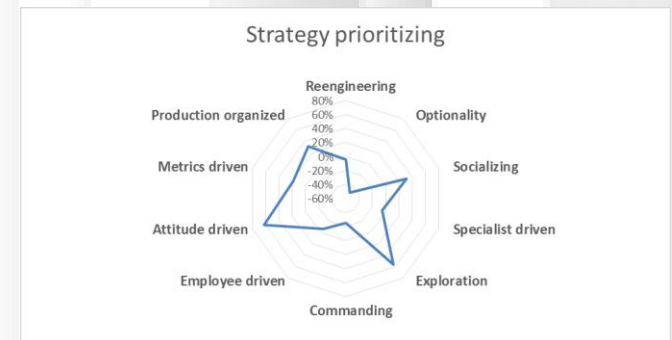 Strategy prioritizing
Reengineering
80%
Production organized
60%
Optionality
40%
20%
Metrics driven
0%
Socializing
-20%
-40%
-60%
Attitude driven
Specialist driven
Employee driven
Exploration
Commanding